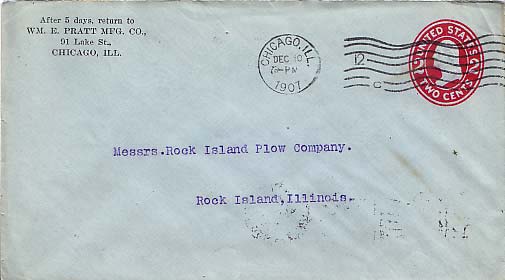 After 5 days, return to
WM. E. PRATT MFG. CO.,
91 Lake St.,
CHICAGO, ILL.
CHICAGO, ILL.
DEC 10
PM
1907
12
C
UNITED STATES
TWO CENTS
Messrs.Rock Island Plow Company.
Rock Island,Illinois.